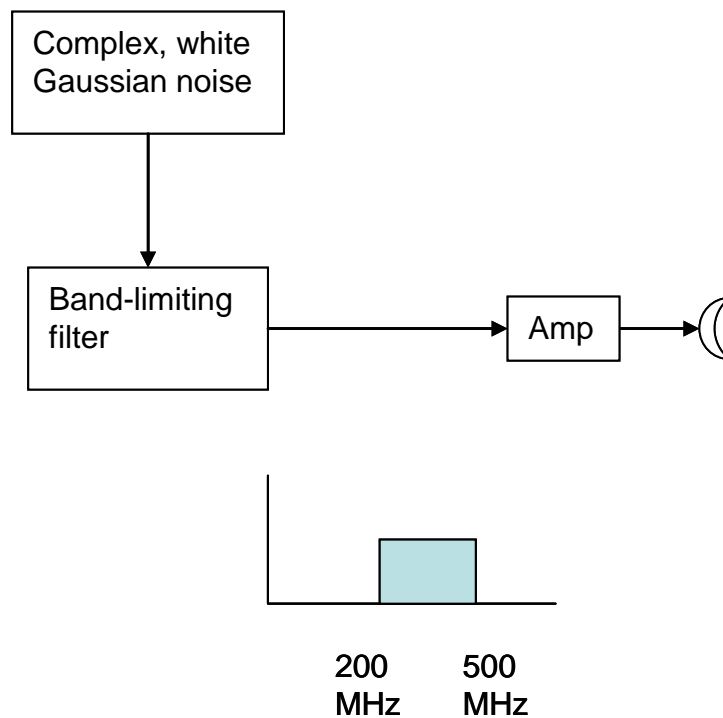 Complex, white
Gaussian noise
Band-limiting
filter
Amp
200
MHz
500
MHz